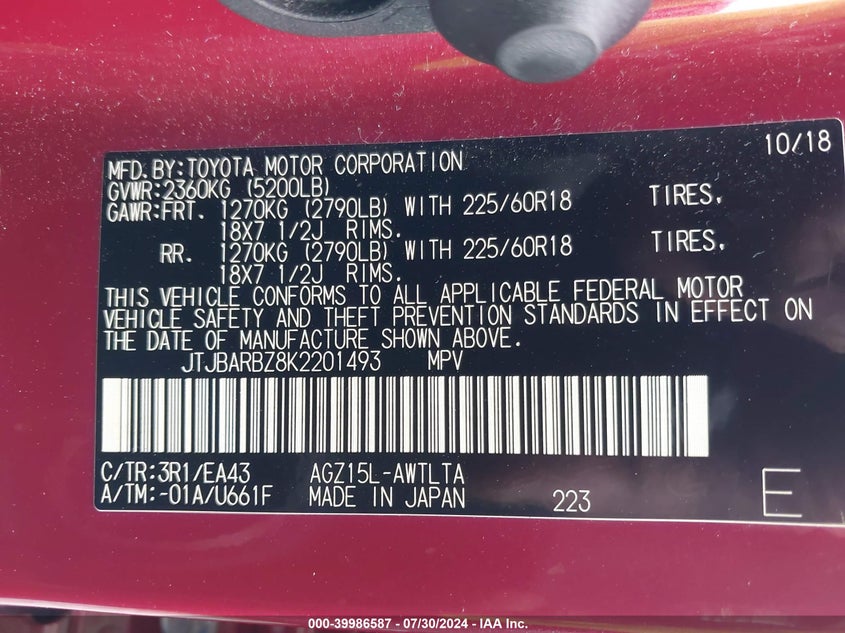 10/18
MFD.BY:TOYOTA MOTOR CORPORATION
GVWR:2360KG (5200LB)
GAWR:FRT. 1270KG (2790LB) WITH 225/60R18 TIRES,
18X7 1/2J RIMS.
RR. 1270KG (2790LB) WITH 225/60R18 TIRES,
18X7 1/2J RIMS.
THIS VEHICLE CONFORMS TO ALL APPLICABLE FEDERAL MOTOR
VEHICLE SAFETY AND THEFT PREVENTION STANDARDS IN EFFECT ON
THE DATE OF MANUFACTURE SHOWN ABOVE.
JTJBARBZ8K2201493 MPV
C/TR:3R1/EA43 AGZ15L-AWTLTA
A/TM:-01A/U661F MADE IN JAPAN 223 E
000-39986587 - 07/30/2024 - IAA Inc.